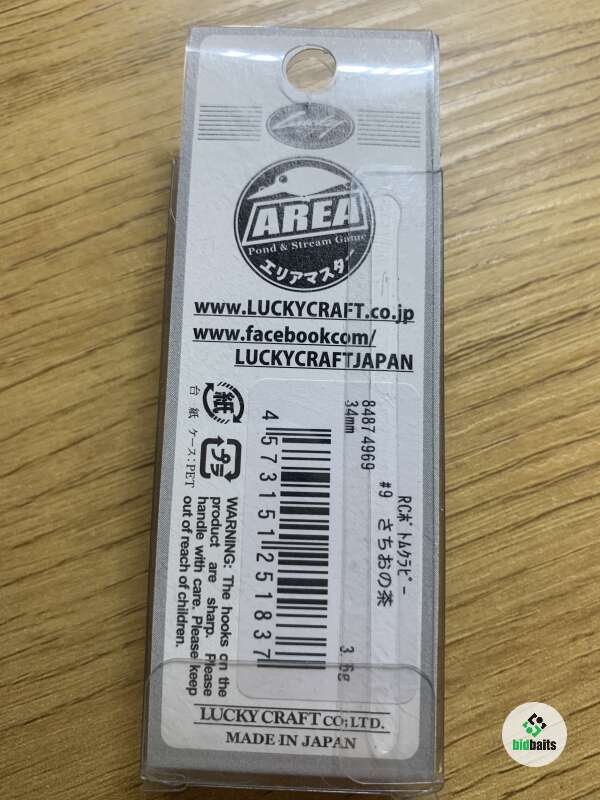 Lucky
AREA
Pond & Stream Game
エリアマスター
www.LUCKYCRAFT.co.jp
www.facebookcom/
LUCKYCRAFTJAPAN
紙
プラ
台 紙 ケース:PET
WARNING: The hooks on the
product are sharp. Please
handle with care. Please keep
out of reach of children.
RCボトムクラピー
#9 さちおの茶
8487 4969
34mm
3.6g
4 573151 251837
LUCKY CRAFT CO.,LTD.
MADE IN JAPAN
bidbaits